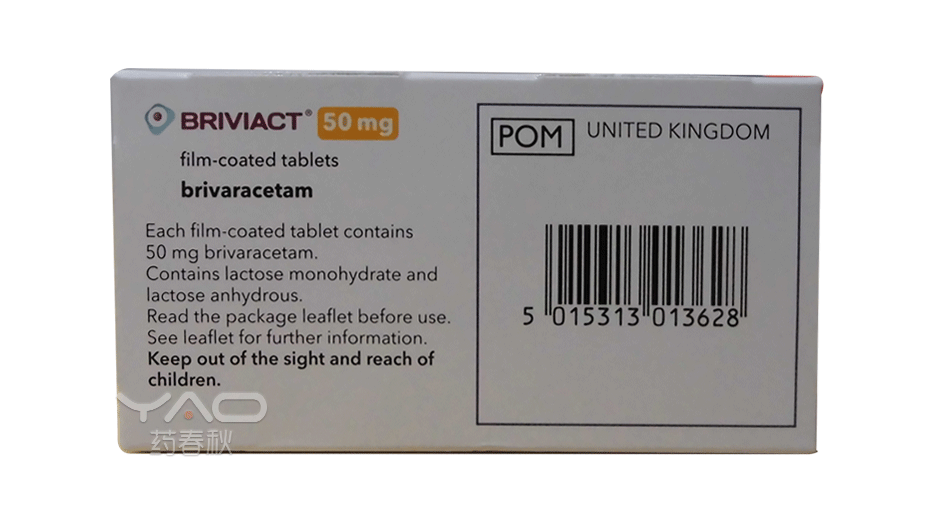 BRIVIACT® 50 mg
film-coated tablets
brivaracetam
Each film-coated tablet contains
50 mg brivaracetam.
Contains lactose monohydrate and
lactose anhydrous.
Read the package leaflet before use.
See leaflet for further information.
Keep out of the sight and reach of
children.
POM UNITED KINGDOM
5 015313 013628
YAO
药春秋